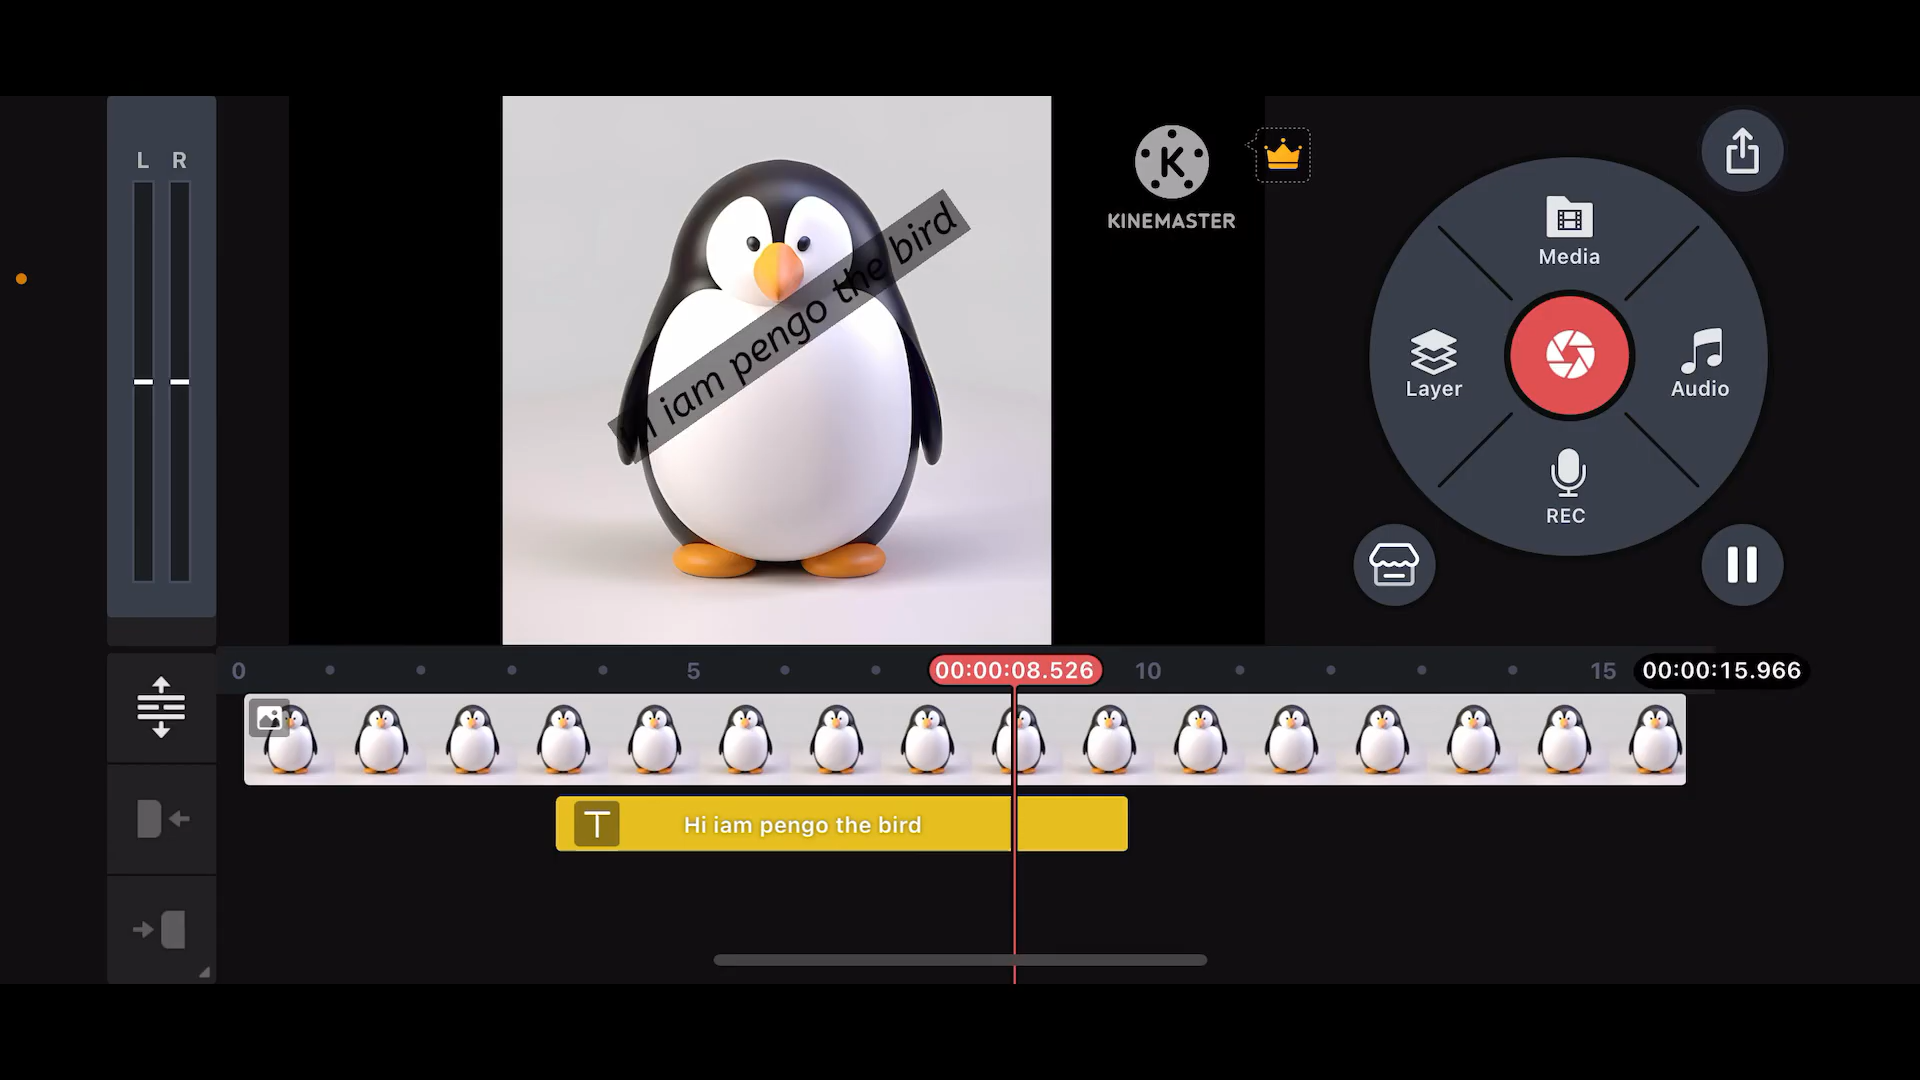 L R
Hi iam pengo the bird
K
KINEMASTER
Media
Layer
Audio
REC
0 5 00:00:08.526 10 15 00:00:15.966
T Hi iam pengo the bird